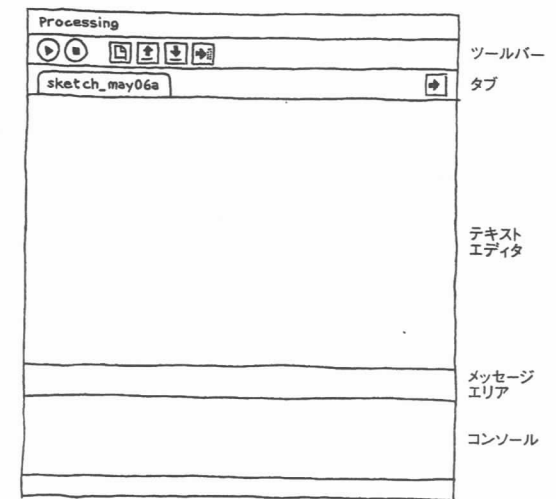 Processing
ツールバー
sketch_may06a
タブ
テキスト
エディタ
メッセージ
エリア
コンソール